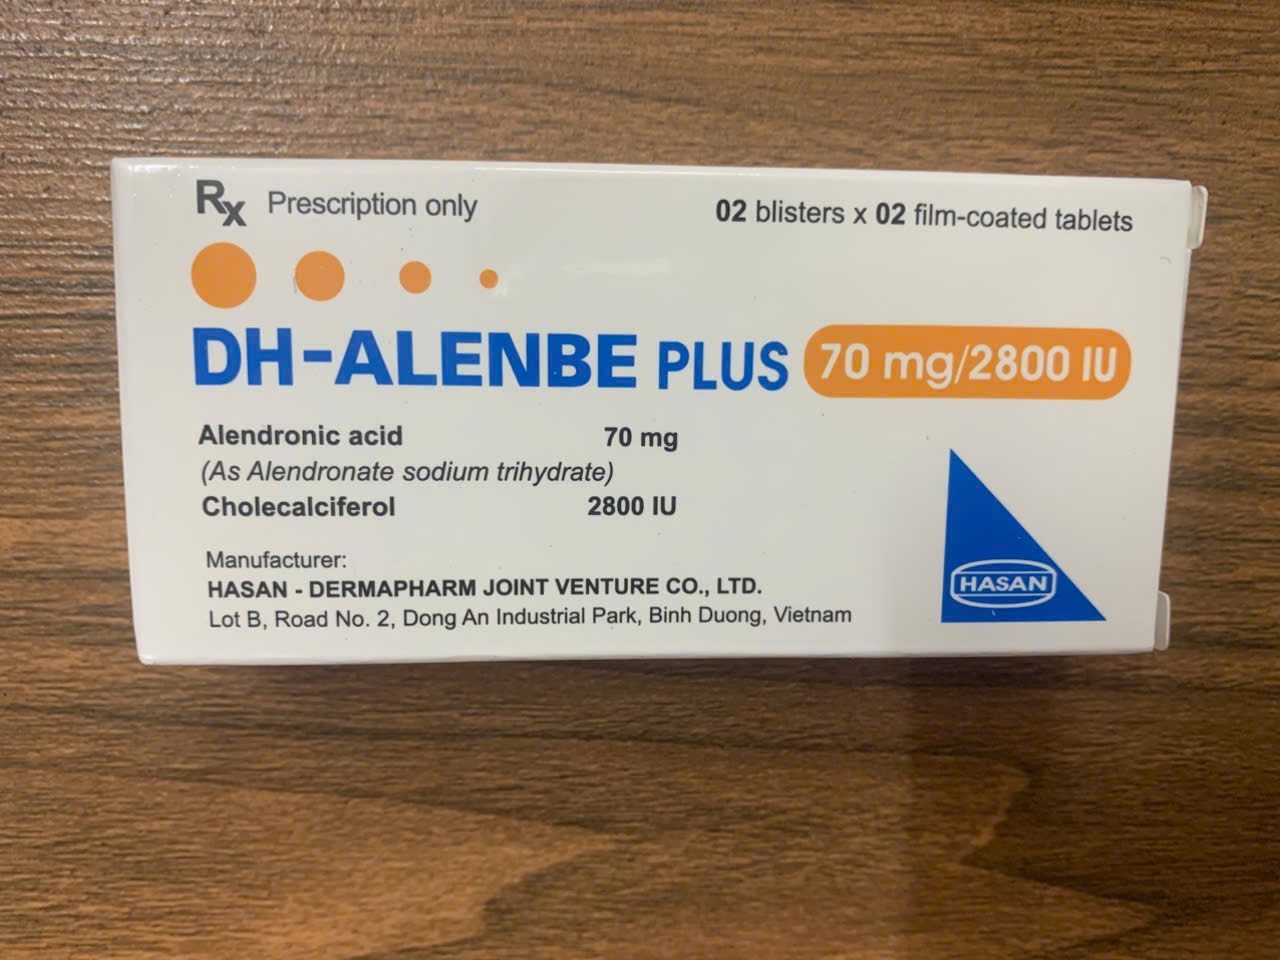 Rx Prescription only
02 blisters x 02 film-coated tablets
DH-ALENBE PLUS 70 mg/2800 IU
Alendronic acid 70 mg
(As Alendronate sodium trihydrate)
Cholecalciferol 2800 IU
Manufacturer:
HASAN - DERMAPHARM JOINT VENTURE CO., LTD.
Lot B, Road No. 2, Dong An Industrial Park, Binh Duong, Vietnam
HASAN